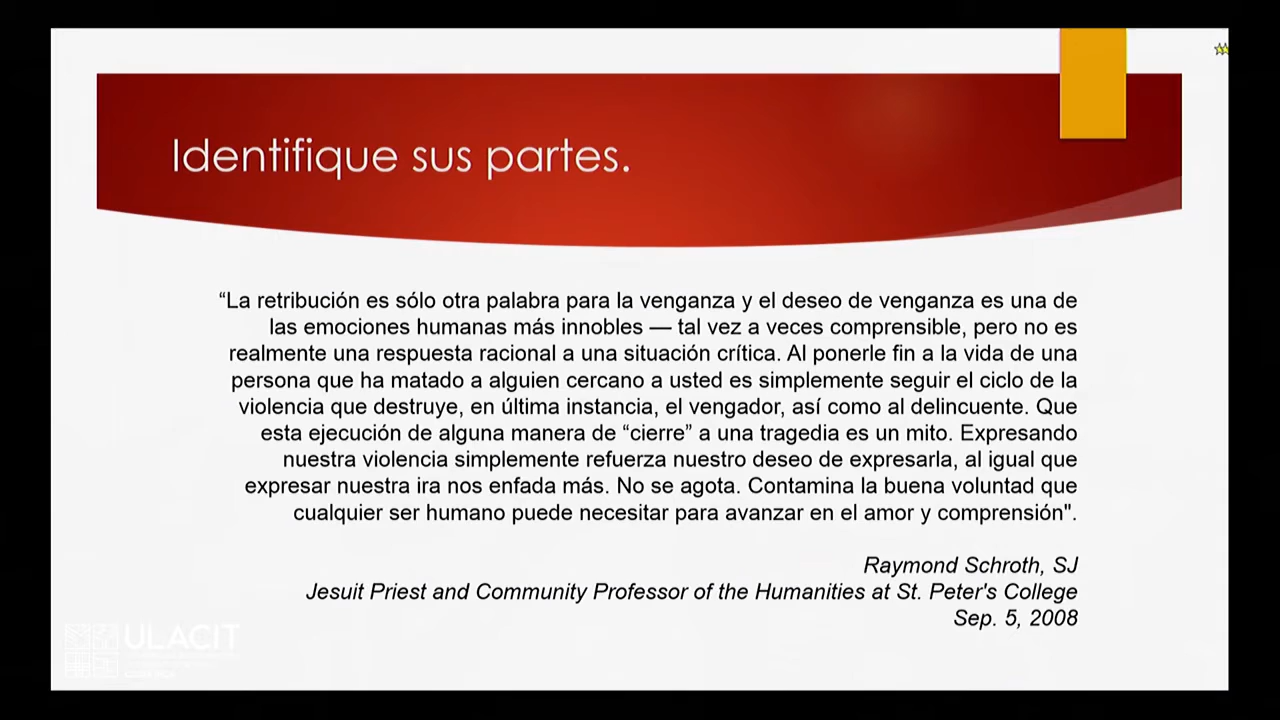 Identifique sus partes.
“La retribución es sólo otra palabra para la venganza y el deseo de venganza es una de
las emociones humanas más innobles — tal vez a veces comprensible, pero no es
realmente una respuesta racional a una situación crítica. Al ponerle fin a la vida de una
persona que ha matado a alguien cercano a usted es simplemente seguir el ciclo de la
violencia que destruye, en última instancia, el vengador, así como al delincuente. Que
esta ejecución de alguna manera de “cierre” a una tragedia es un mito. Expresando
nuestra violencia simplemente refuerza nuestro deseo de expresarla, al igual que
expresar nuestra ira nos enfada más. No se agota. Contamina la buena voluntad que
cualquier ser humano puede necesitar para avanzar en el amor y comprensión".
Raymond Schroth, SJ
Jesuit Priest and Community Professor of the Humanities at St. Peter's College
Sep. 5, 2008
ULACIT